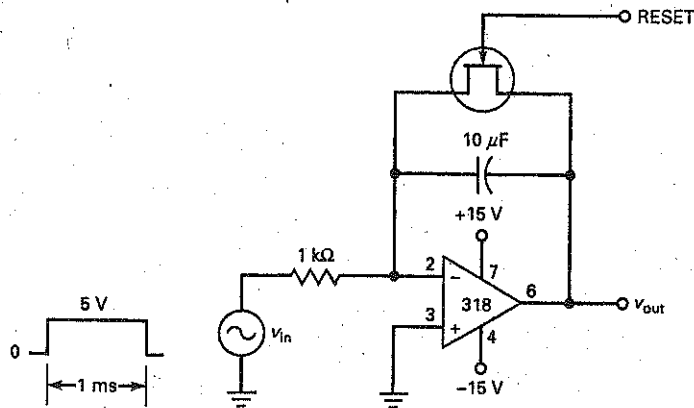 RESET
10 μF
+15 V
1 kΩ
2
7
6
5 V
318
v_out
3
4
0
v_in
1 ms
−15 V
−
+